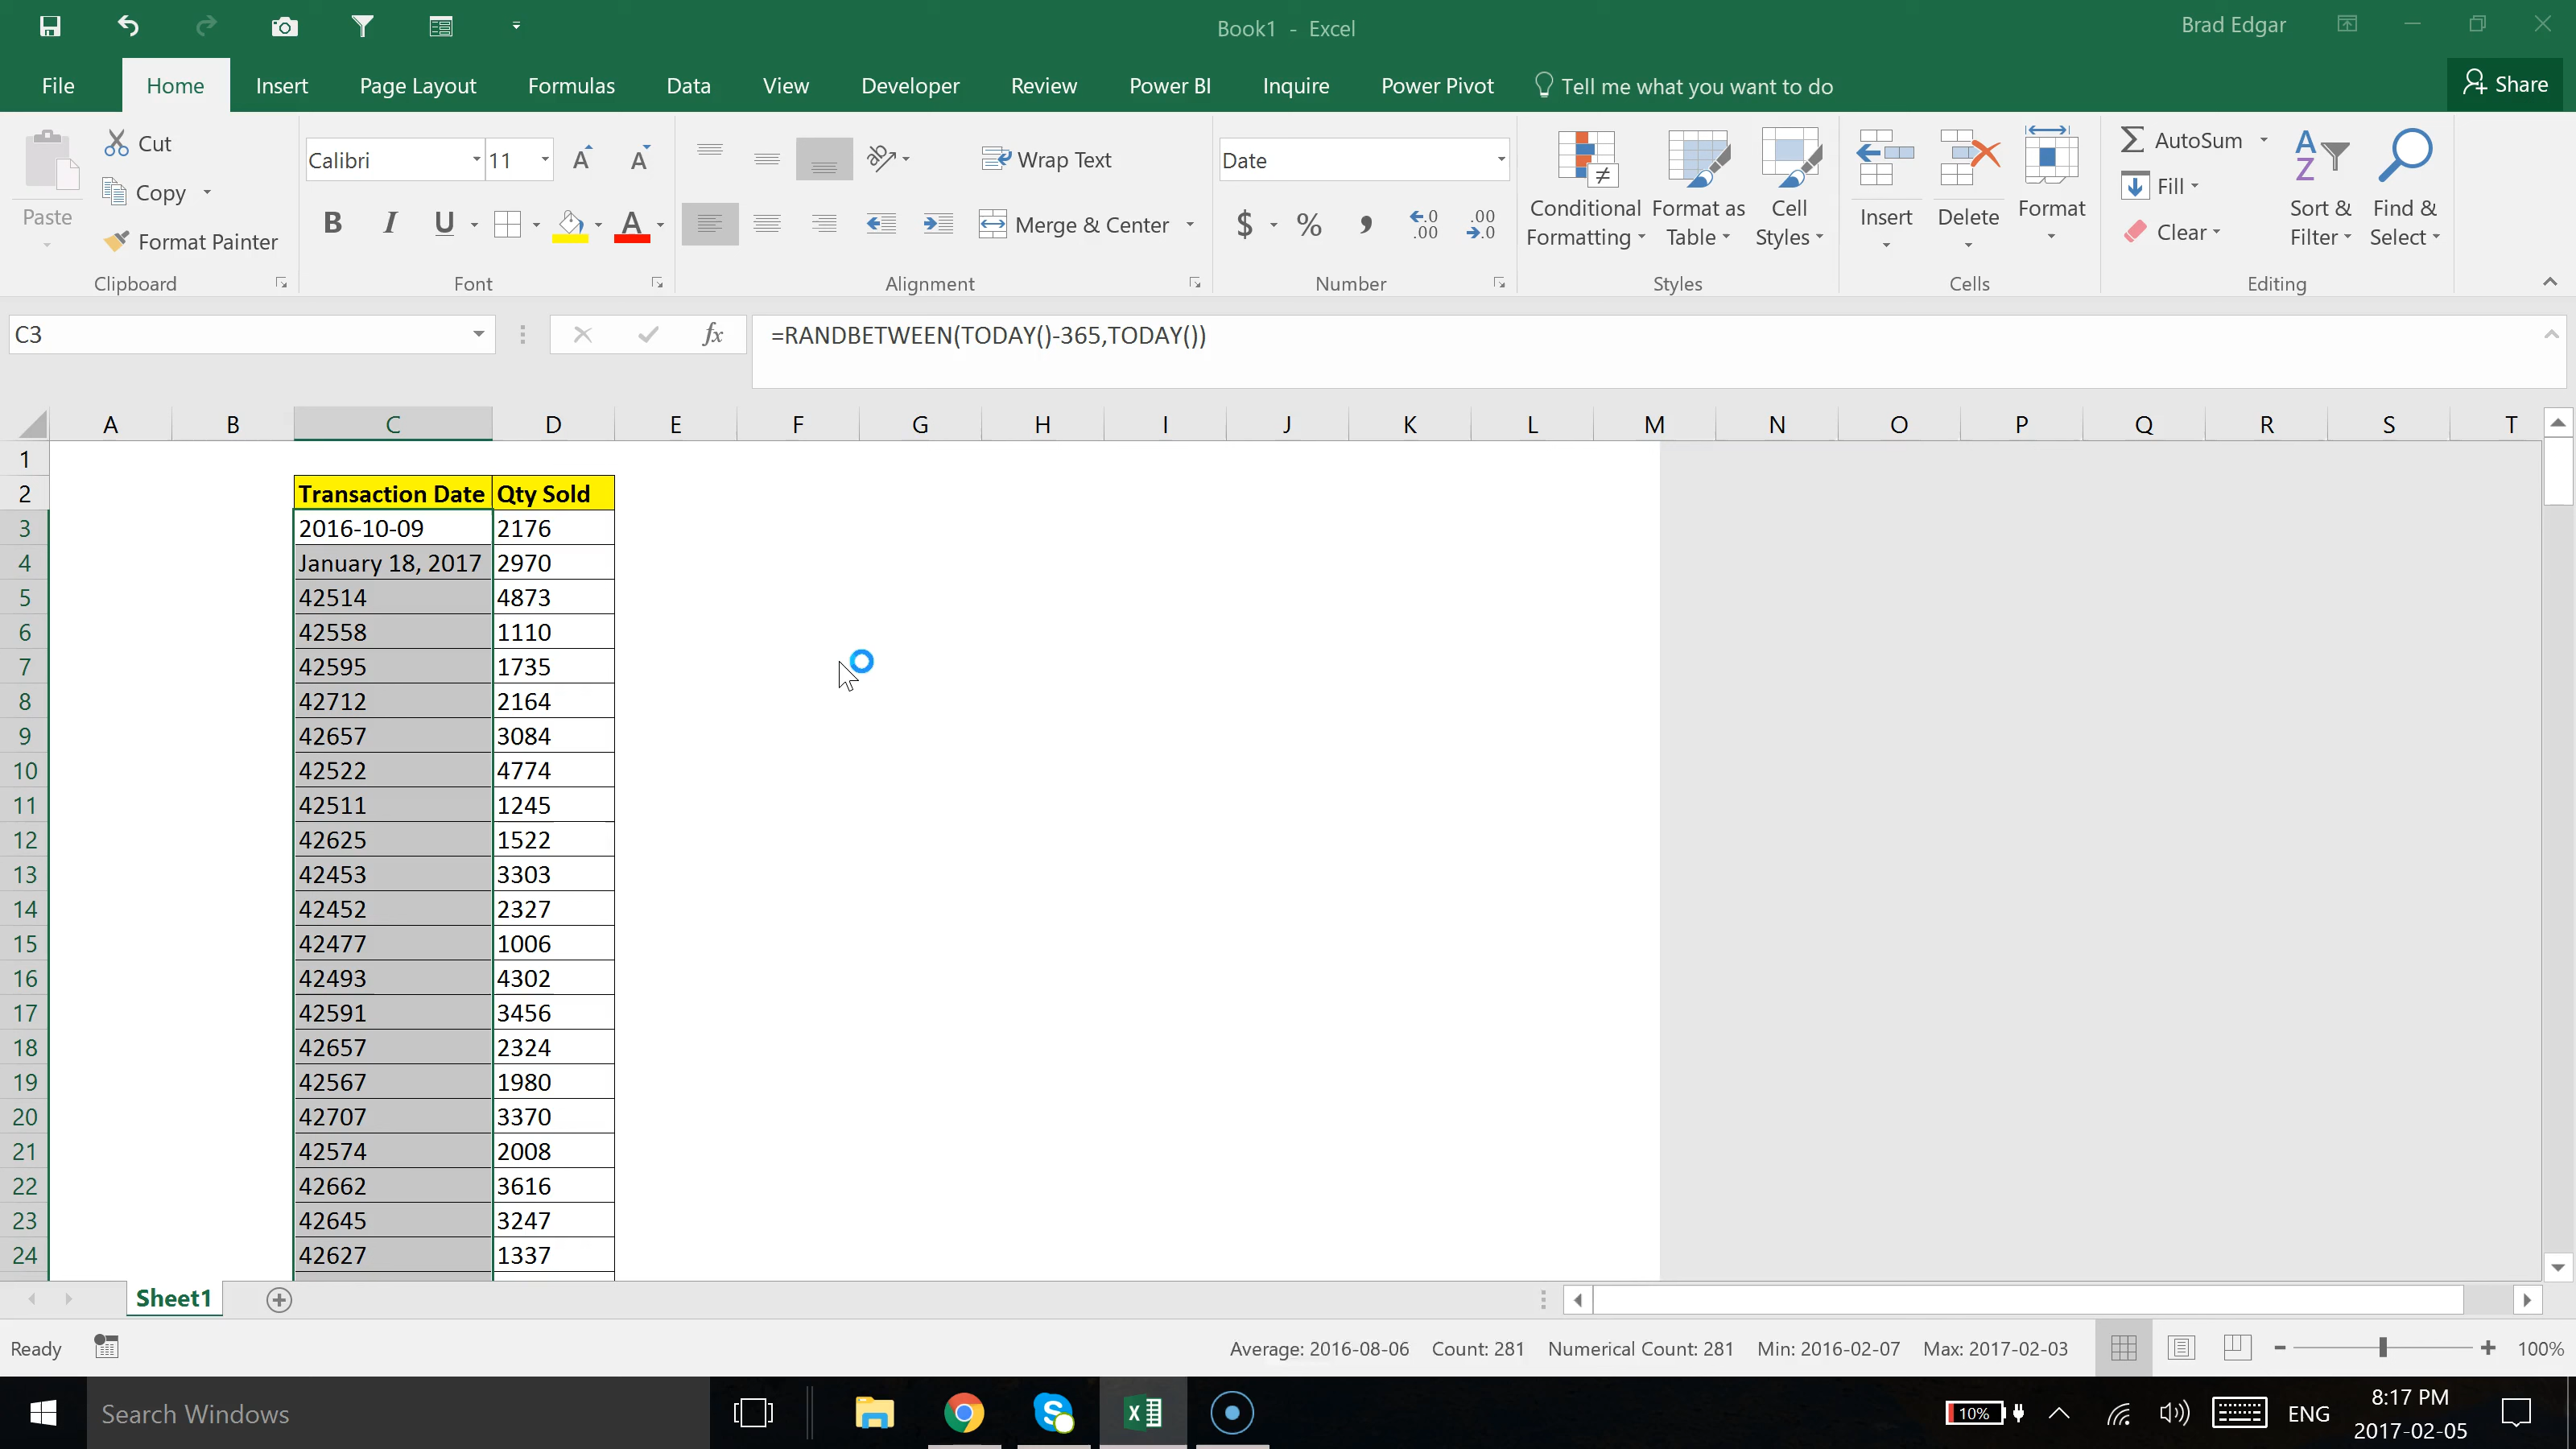 Book1 - Excel
Brad Edgar
File Home Insert Page Layout Formulas Data View Developer Review Power BI Inquire Power Pivot Tell me what you want to do Share
Paste
Cut
Copy
Format Painter
Clipboard
Calibri 11
A A
B I U A
Font
ab
Wrap Text
Merge & Center
Alignment
Date
$ % , .0 .00 .00 .0
Number
Conditional Formatting
Format as Table
Cell Styles
Styles
Insert
Delete
Format
Cells
AutoSum
Fill
Clear
A Z
Sort & Filter
Find & Select
Editing
C3 fx =RANDBETWEEN(TODAY()-365,TODAY())
A B C D E F G H I J K L M N O P Q R S T
1
2 Transaction Date Qty Sold
3 2016-10-09 2176
4 January 18, 2017 2970
5 42514 4873
6 42558 1110
7 42595 1735
8 42712 2164
9 42657 3084
10 42522 4774
11 42511 1245
12 42625 1522
13 42453 3303
14 42452 2327
15 42477 1006
16 42493 4302
17 42591 3456
18 42657 2324
19 42567 1980
20 42707 3370
21 42574 2008
22 42662 3616
23 42645 3247
24 42627 1337
Sheet1
Ready Average: 2016-08-06 Count: 281 Numerical Count: 281 Min: 2016-02-07 Max: 2017-02-03 100%
Search Windows
10%
ENG
8:17 PM
2017-02-05